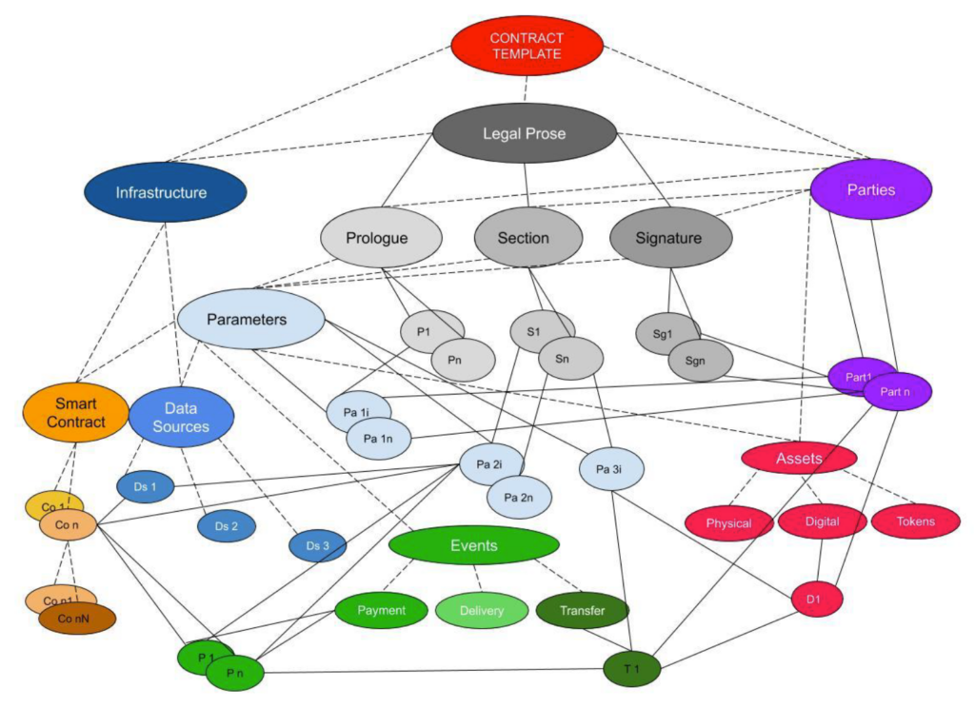 CONTRACT
TEMPLATE
Legal Prose
Infrastructure
Parties
Prologue
Section
Signature
Parameters
P1
Pn
S1
Sn
Sg1
Sgn
Part1
Part n
Smart
Contract
Data
Sources
Pa 1i
Pa 1n
Pa 2i
Pa 2n
Pa 3i
Assets
Ds 1
Ds 2
Ds 3
Co 1
Co n
Physical
Digital
Tokens
Events
Payment
Delivery
Transfer
Co n1
Co nN
D1
P 1
P n
T 1